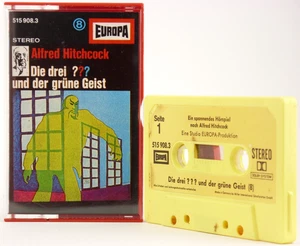 515 908.3
8
EUROPA
STEREO
Alfred Hitchcock
Die drei ???
und der grüne Geist
Seite
1
Ein spannendes Hörspiel
nach Alfred Hitchcock
Eine Studio EUROPA-Produktion
515 908.3
STEREO
Die drei ??? und der grüne Geist (8)